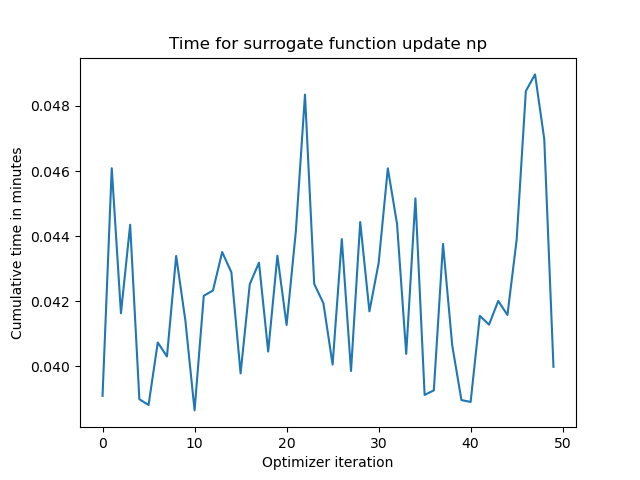 Time for surrogate function update np
Cumulative time in minutes
0.048
0.046
0.044
0.042
0.040
0 10 20 30 40 50
Optimizer iteration